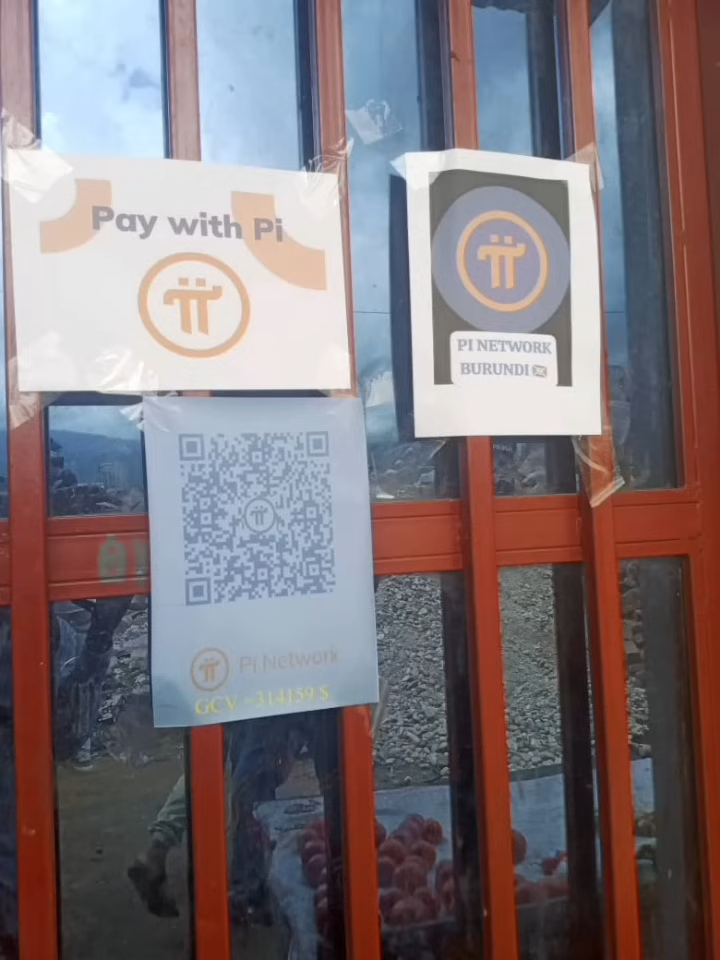 Pay with Pi
PI NETWORK
BURUNDI
Pi Network
GCV =314159 $